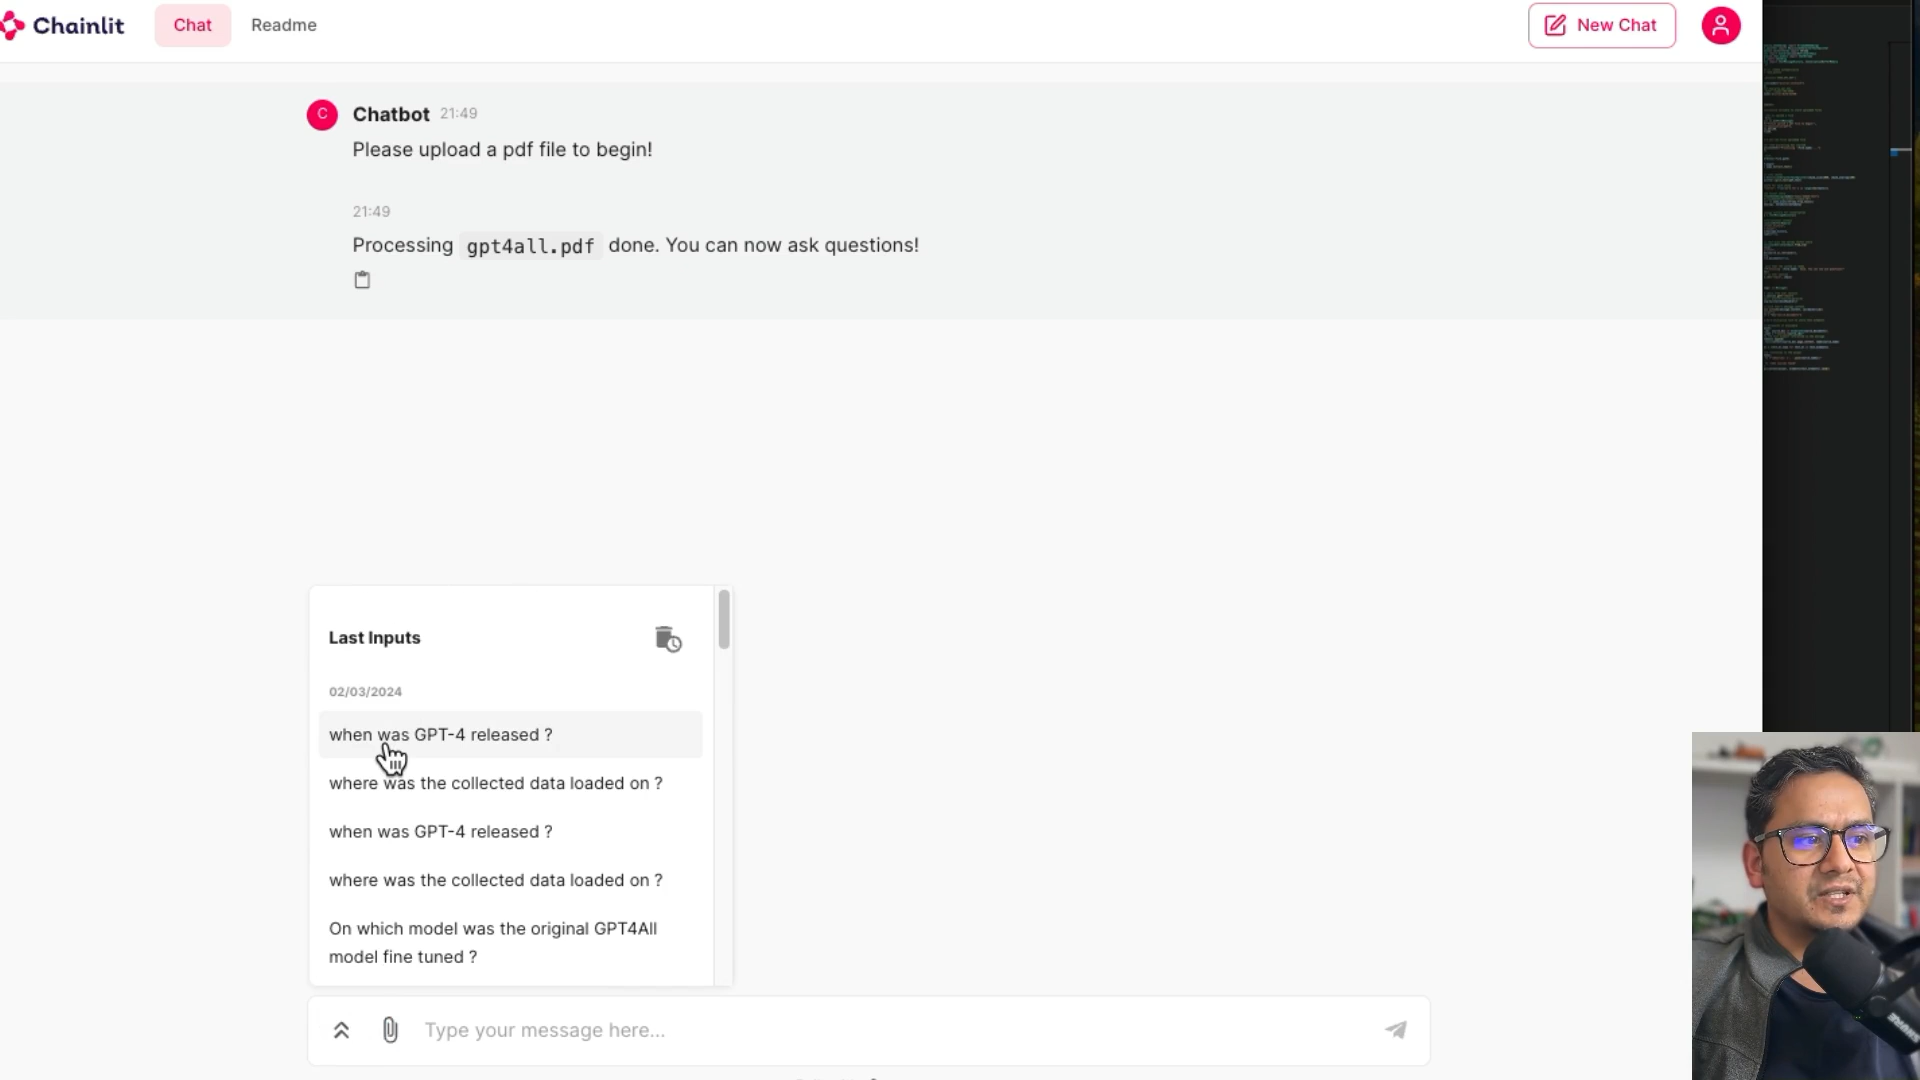 Chainlit
Chat
Readme
New Chat
C
Chatbot 21:49
Please upload a pdf file to begin!
21:49
Processing gpt4all.pdf done. You can now ask questions!
Last Inputs
02/03/2024
when was GPT-4 released ?
where was the collected data loaded on ?
when was GPT-4 released ?
where was the collected data loaded on ?
On which model was the original GPT4All
model fine tuned ?
Type your message here...
SHURE